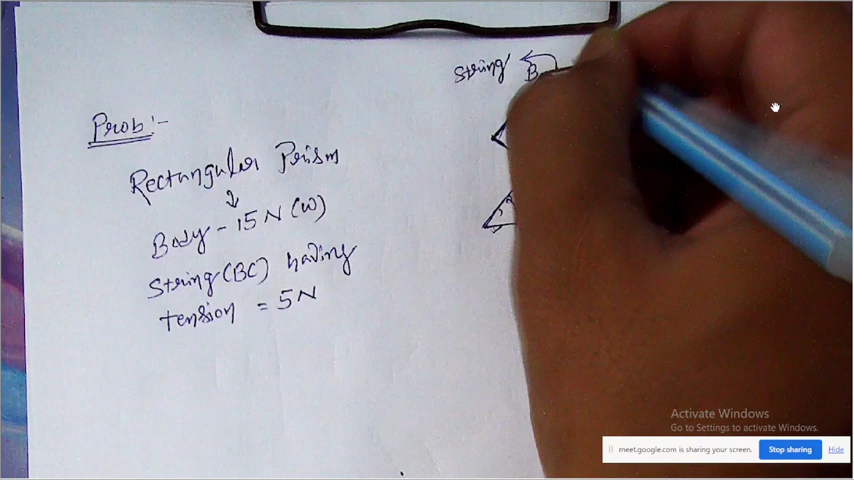 Prob:-
Rectangular Prism
↓
Body - 15 N (W)
String (BC) having
tension = 5 N
String
B
Activate Windows
Go to Settings to activate Windows.
meet.google.com is sharing your screen.
Stop sharing
Hide